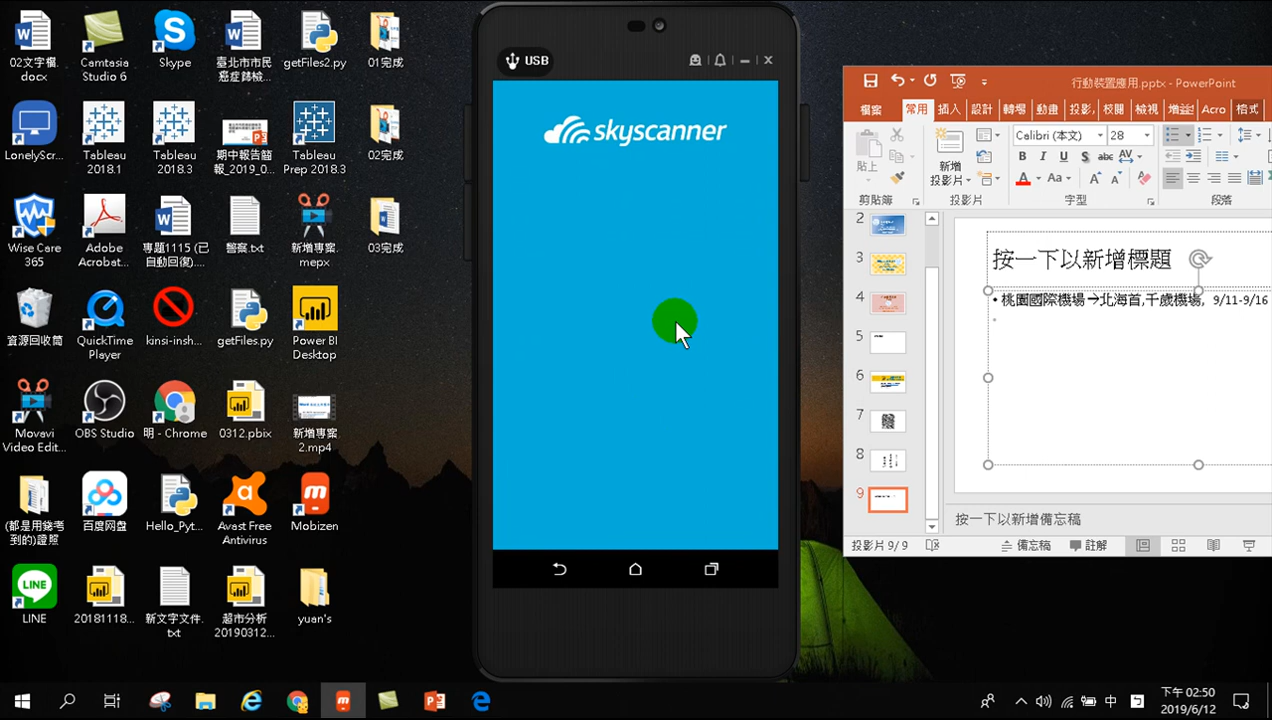 02文字檔.docx
Camtasia Studio 6
Skype
臺北市市民癌症篩檢...
getFiles2.py
01完成
LonelyScr...
Tableau 2018.1
Tableau 2018.3
期中報告簡報_2019_0...
Tableau Prep 2018.3
02完成
Wise Care 365
Adobe Acrobat...
專題1115 (已自動回復)....
警察.txt
新增專案.mepx
03完成
資源回收筒
QuickTime Player
kinsi-insh...
getFiles.py
Power BI Desktop
Movavi Video Edit...
OBS Studio
明 - Chrome
0312.pbix
新增專案 2.mp4
(都是用錢考到的)證照
百度网盘
Hello_Pyt...
Avast Free Antivirus
Mobizen
LINE
20181118...
新文字文件.txt
超市分析 20190312...
yuan's
USB
skyscanner
行動裝置應用.pptx - PowerPoint
檔案
常用
插入
設計
轉場
動畫
投影片
校閱
檢視
增益
Acro
格式
貼上
新增投影片
Calibri (本文)
28
B I U S abc AV
A Aa A A
剪貼簿
投影片
字型
段落
2
3
4
5
6
7
8
9
按一下以新增標題
• 桃園國際機場→北海首,千歲機場, 9/11-9/16
按一下以新增備忘稿
投影片 9/9
備忘稿
註解
中
下午 02:50
2019/6/12